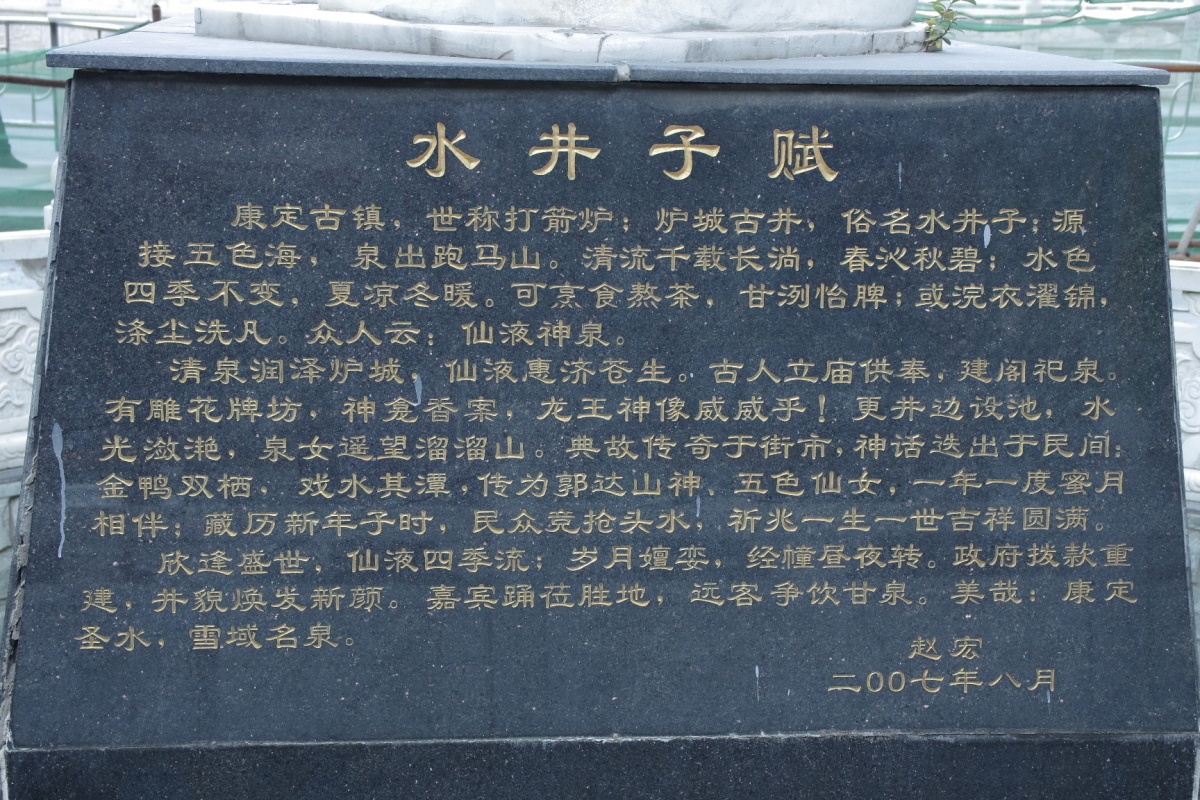 水井子赋
康定古镇，世称打箭炉；炉城古井，俗名水井子；源
接五色海，泉出跑马山。清流千载长淌，春沁秋碧；水色
四季不变，夏凉冬暖。可烹食熬茶，甘洌怡脾；或浣衣濯锦，
涤尘洗凡。众人云：仙液神泉。
清泉润泽炉城，仙液惠济苍生。古人立庙供奉，建阁祀泉。
有雕花牌坊，神龛香案，龙王神像威威乎！更井边设池，水
光潋滟，泉女遥望溜溜山。典故传奇于街市，神话迭出于民间：
金鸭双栖，戏水其潭，传为郭达山神、五色仙女，一年一度蜜月
相伴；藏历新年子时，民众竞抢头水，祈兆一生一世吉祥圆满。
欣逢盛世，仙液四季流；岁月嬗娈，经幢昼夜转。政府拨款重
建，井貌焕发新颜。嘉宾踊莅胜地，远客争饮甘泉。美哉：康定
圣水，雪域名泉。
赵宏
二00七年八月